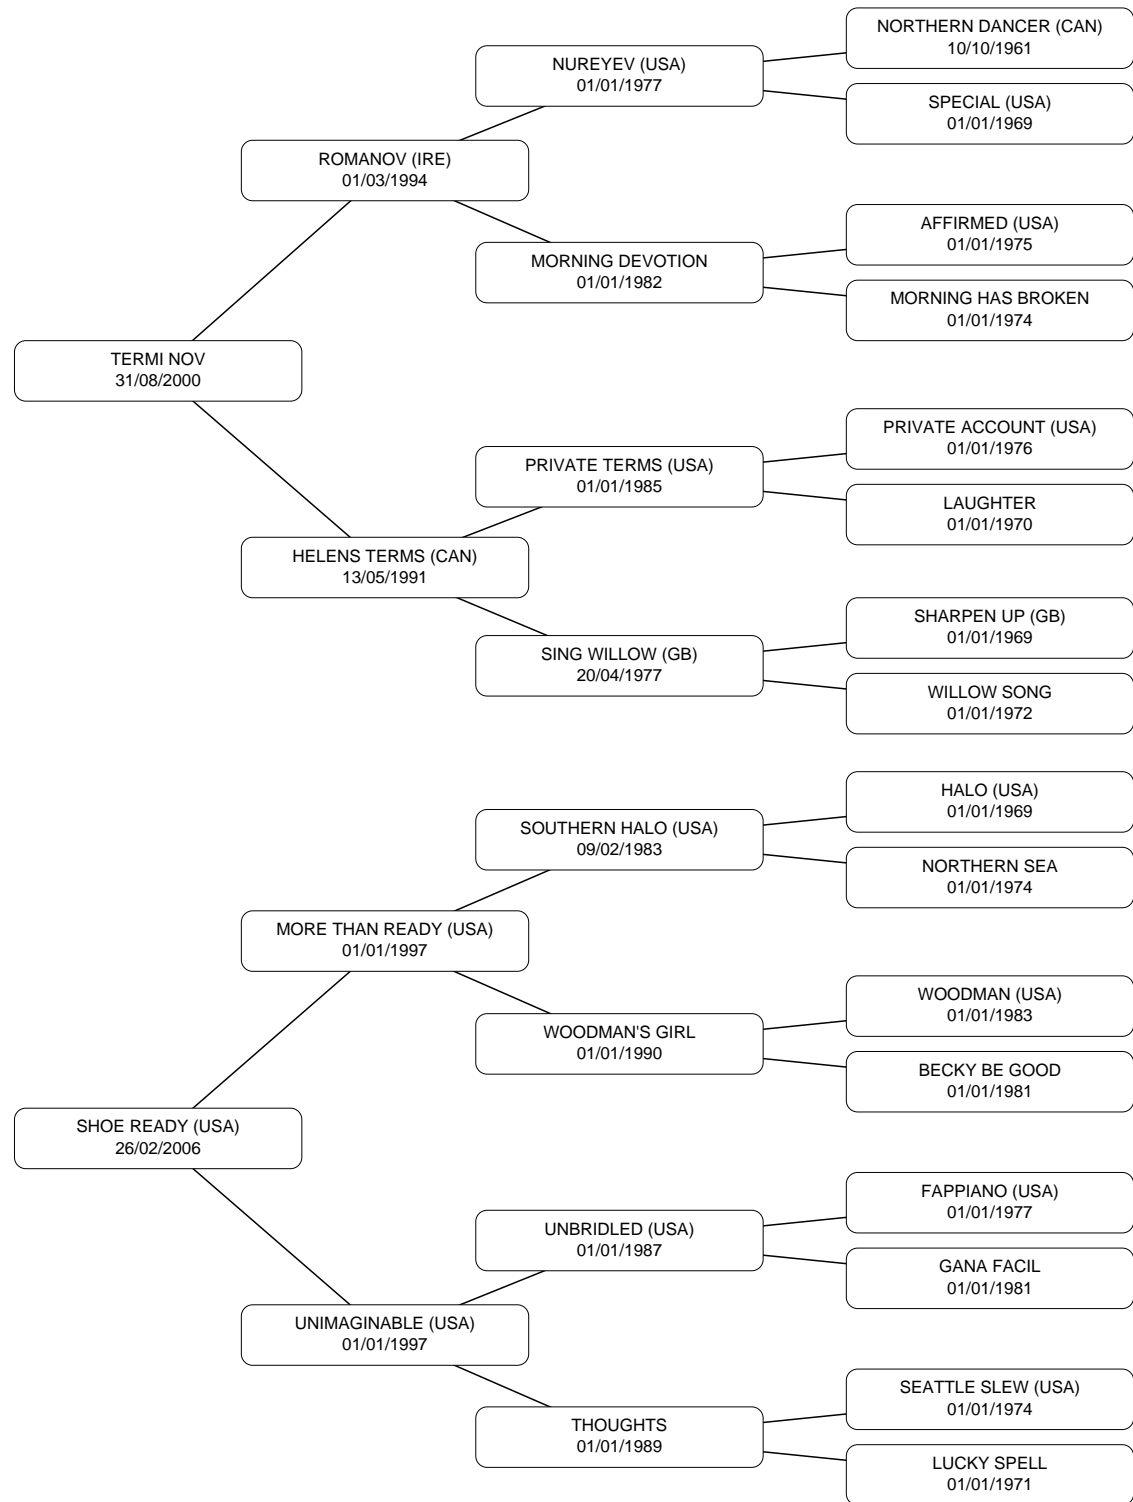 NORTHERN DANCER (CAN)
10/10/1961
NUREYEV (USA)
01/01/1977
SPECIAL (USA)
01/01/1969
ROMANOV (IRE)
01/03/1994
AFFIRMED (USA)
01/01/1975
MORNING DEVOTION
01/01/1982
MORNING HAS BROKEN
01/01/1974
TERMI NOV
31/08/2000
PRIVATE ACCOUNT (USA)
01/01/1976
PRIVATE TERMS (USA)
01/01/1985
LAUGHTER
01/01/1970
HELENS TERMS (CAN)
13/05/1991
SHARPEN UP (GB)
01/01/1969
SING WILLOW (GB)
20/04/1977
WILLOW SONG
01/01/1972
HALO (USA)
01/01/1969
SOUTHERN HALO (USA)
09/02/1983
NORTHERN SEA
01/01/1974
MORE THAN READY (USA)
01/01/1997
WOODMAN (USA)
01/01/1983
WOODMAN'S GIRL
01/01/1990
BECKY BE GOOD
01/01/1981
SHOE READY (USA)
26/02/2006
FAPPIANO (USA)
01/01/1977
UNBRIDLED (USA)
01/01/1987
GANA FACIL
01/01/1981
UNIMAGINABLE (USA)
01/01/1997
SEATTLE SLEW (USA)
01/01/1974
THOUGHTS
01/01/1989
LUCKY SPELL
01/01/1971